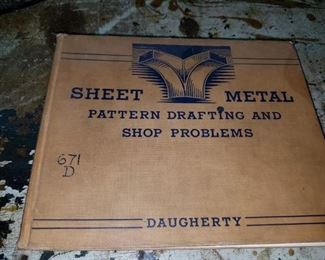 SHEET METAL
PATTERN DRAFTING AND
SHOP PROBLEMS
671
D
DAUGHERTY